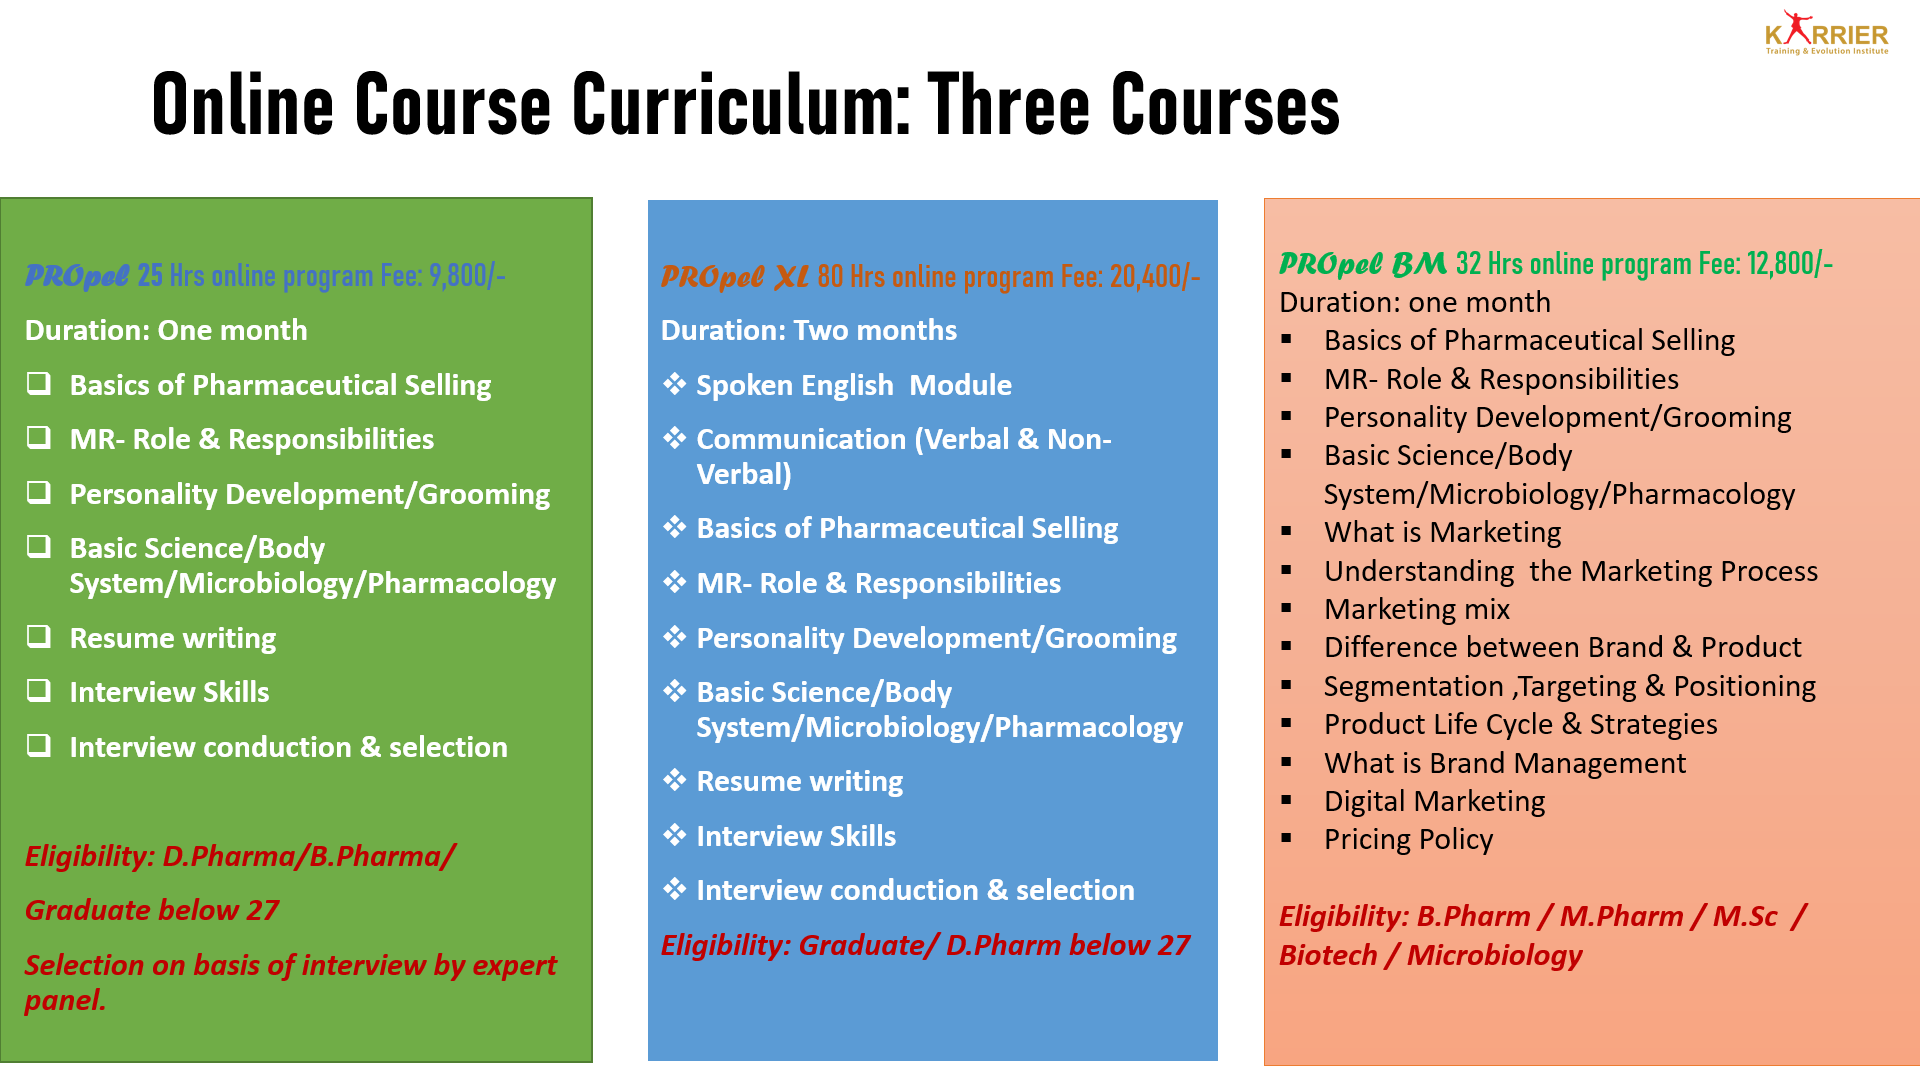 K RRIER
Training & Evolution Institute
Online Course Curriculum: Three Courses
PROpel 25 Hrs online program Fee: 9,800/-
Duration: One month
Basics of Pharmaceutical Selling
MR- Role & Responsibilities
Personality Development/Grooming
Basic Science/Body
System/Microbiology/Pharmacology
Resume writing
Interview Skills
Interview conduction & selection
Eligibility: D.Pharma/B.Pharma/
Graduate below 27
Selection on basis of interview by expert
panel.
PROpel XL 80 Hrs online program Fee: 20,400/-
Duration: Two months
Spoken English  Module
Communication (Verbal & Non-
Verbal)
Basics of Pharmaceutical Selling
MR- Role & Responsibilities
Personality Development/Grooming
Basic Science/Body
System/Microbiology/Pharmacology
Resume writing
Interview Skills
Interview conduction & selection
Eligibility: Graduate/ D.Pharm below 27
PROpel BM 32 Hrs online program Fee: 12,800/-
Duration: one month
Basics of Pharmaceutical Selling
MR- Role & Responsibilities
Personality Development/Grooming
Basic Science/Body
System/Microbiology/Pharmacology
What is Marketing
Understanding  the Marketing Process
Marketing mix
Difference between Brand & Product
Segmentation ,Targeting & Positioning
Product Life Cycle & Strategies
What is Brand Management
Digital Marketing
Pricing Policy
Eligibility: B.Pharm / M.Pharm / M.Sc  /
Biotech / Microbiology